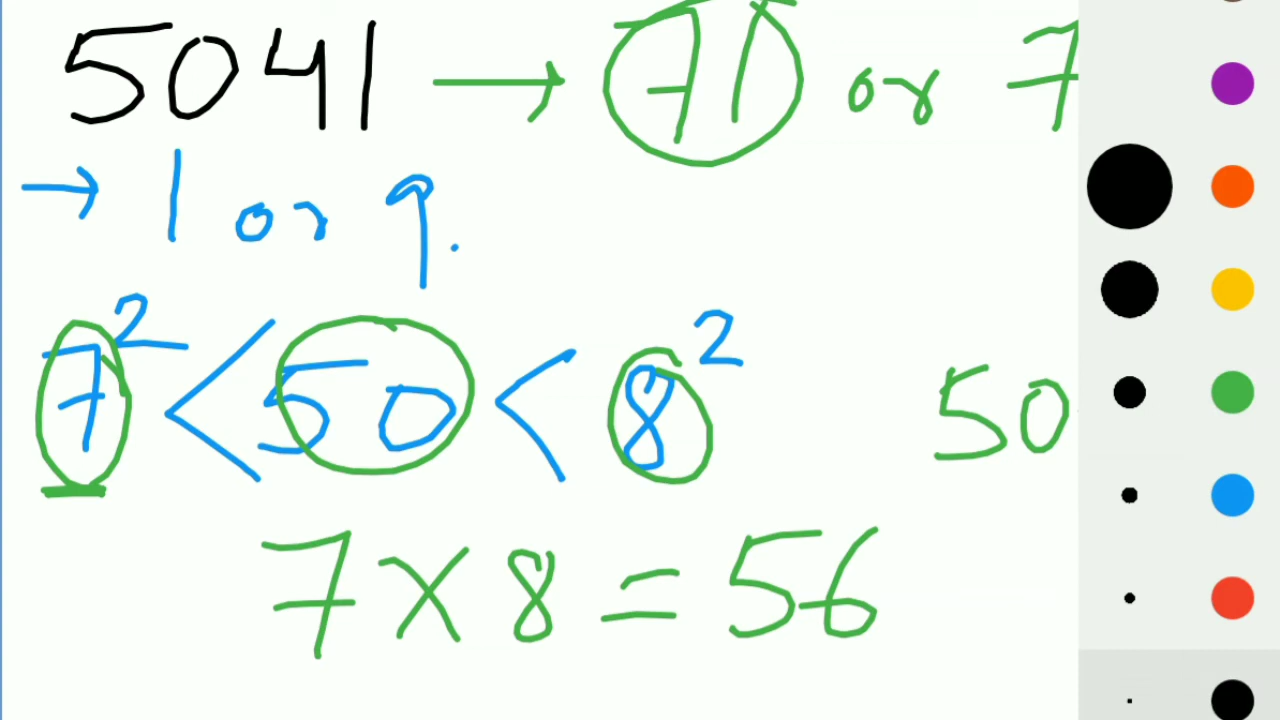 5041 → 71 or 7
→ 1 or 9.
7² < 50 < 8² 50
7 × 8 = 56